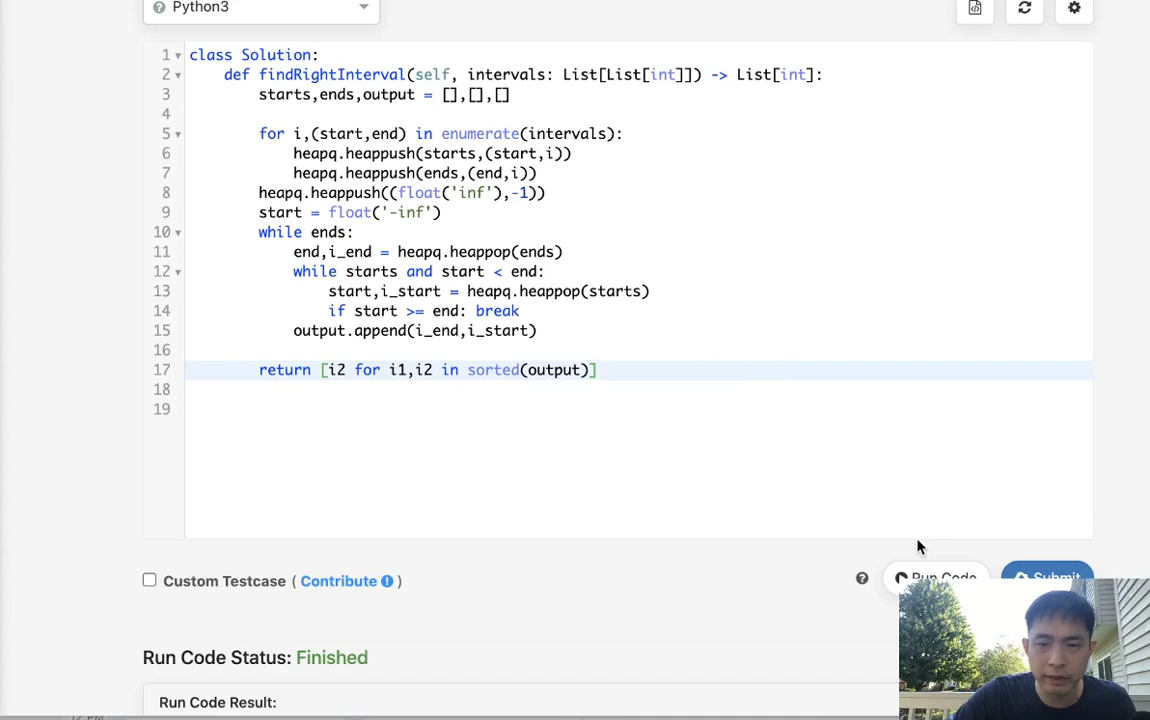 Python3
1 class Solution:
2 def findRightInterval(self, intervals: List[List[int]]) -> List[int]:
3 starts,ends,output = [],[],[]
4
5 for i,(start,end) in enumerate(intervals):
6 heapq.heappush(starts,(start,i))
7 heapq.heappush(ends,(end,i))
8 heapq.heappush((float('inf'),-1))
9 start = float('-inf')
10 while ends:
11 end,i_end = heapq.heappop(ends)
12 while starts and start < end:
13 start,i_start = heapq.heappop(starts)
14 if start >= end: break
15 output.append(i_end,i_start)
16
17 return [i2 for i1,i2 in sorted(output)]
18
19
Custom Testcase ( Contribute )
Run Code Submit
Run Code Status: Finished
Run Code Result:
12 PM